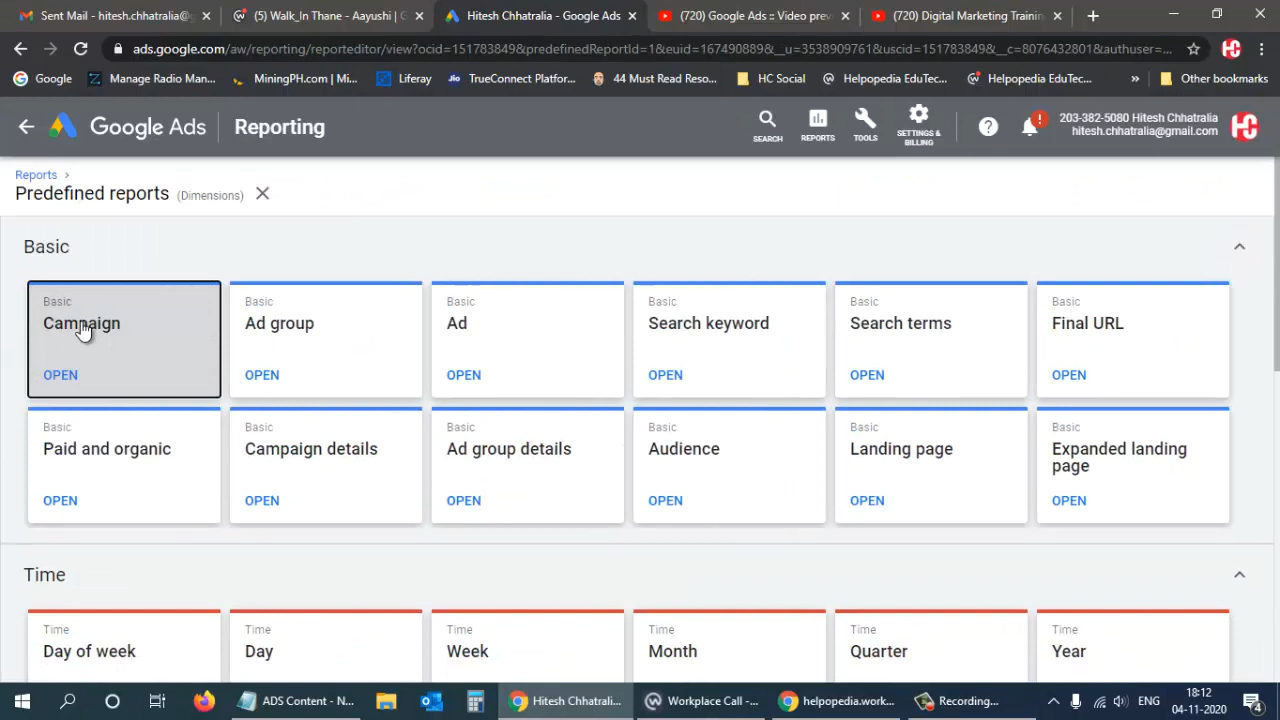 Sent Mail - hitesh.chhatralia@
(5) Walk_In Thane - Aayushi | G
Hitesh Chhatralia - Google Ads
(720) Google Ads :: Video prev
(720) Digital Marketing Trainin
ads.google.com/aw/reporting/reporteditor/view?ocid=151783849&predefinedReportId=1&euid=167490889&__u=3538909761&uscid=151783849&__c=8076432801&authuser=...
Google
Manage Radio Man...
MiningPH.com | Mi...
Liferay
Jio TrueConnect Platfor...
44 Must Read Reso...
HC Social
Helpopedia EduTec...
Helpopedia EduTec...
»
Other bookmarks
Google Ads
Reporting
SEARCH
REPORTS
TOOLS
SETTINGS & BILLING
203-382-5080 Hitesh Chhatralia
hitesh.chhatralia@gmail.com
Reports >
Predefined reports (Dimensions)
Basic
Basic
Campaign
OPEN
Basic
Ad group
OPEN
Basic
Ad
OPEN
Basic
Search keyword
OPEN
Basic
Search terms
OPEN
Basic
Final URL
OPEN
Basic
Paid and organic
OPEN
Basic
Campaign details
OPEN
Basic
Ad group details
OPEN
Basic
Audience
OPEN
Basic
Landing page
OPEN
Basic
Expanded landing
page
OPEN
Time
Time
Day of week
Time
Day
Time
Week
Time
Month
Time
Quarter
Time
Year
ADS Content - N...
Hitesh Chhatrali...
Workplace Call -...
helpopedia.work...
Recording...
ENG
18:12
04-11-2020
4